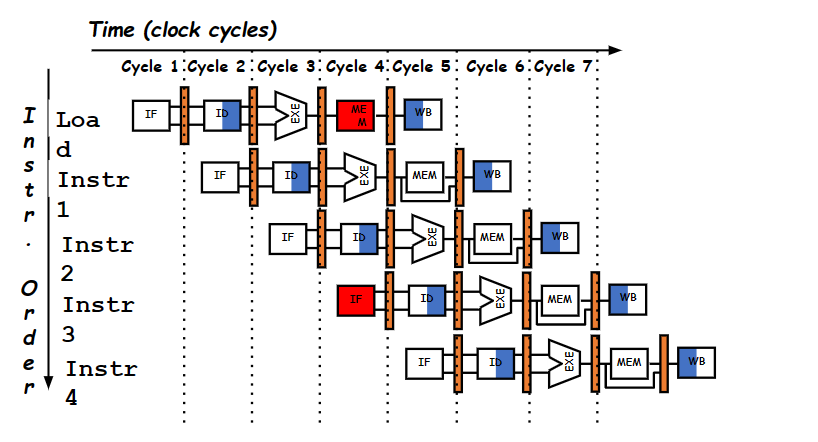 Time (clock cycles)
Cycle 1 Cycle 2 Cycle 3 Cycle 4 Cycle 5 Cycle 6 Cycle 7
Instr. Order
Loa
d
IF ID EXE ME
M WB
Instr
1
IF ID EXE MEM WB
Instr
2
IF ID EXE MEM WB
Instr
3
IF ID EXE MEM WB
Instr
4
IF ID EXE MEM WB